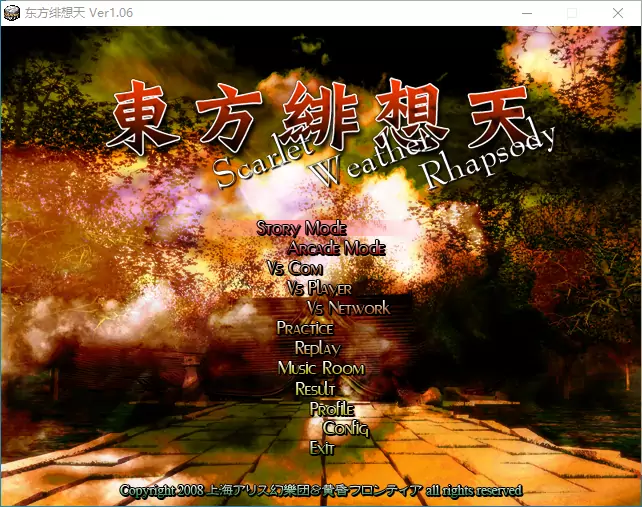 东方绯想天 Ver1.06
東方緋想天
Scarlet Weather Rhapsody
Story Mode
Arcade Mode
Vs Com
Vs Player
Vs Network
Practice
Replay
Music Room
Result
Profile
Config
Exit
Copyright 2008 上海アリス幻樂団&黄昏フロンティア all rights reserved